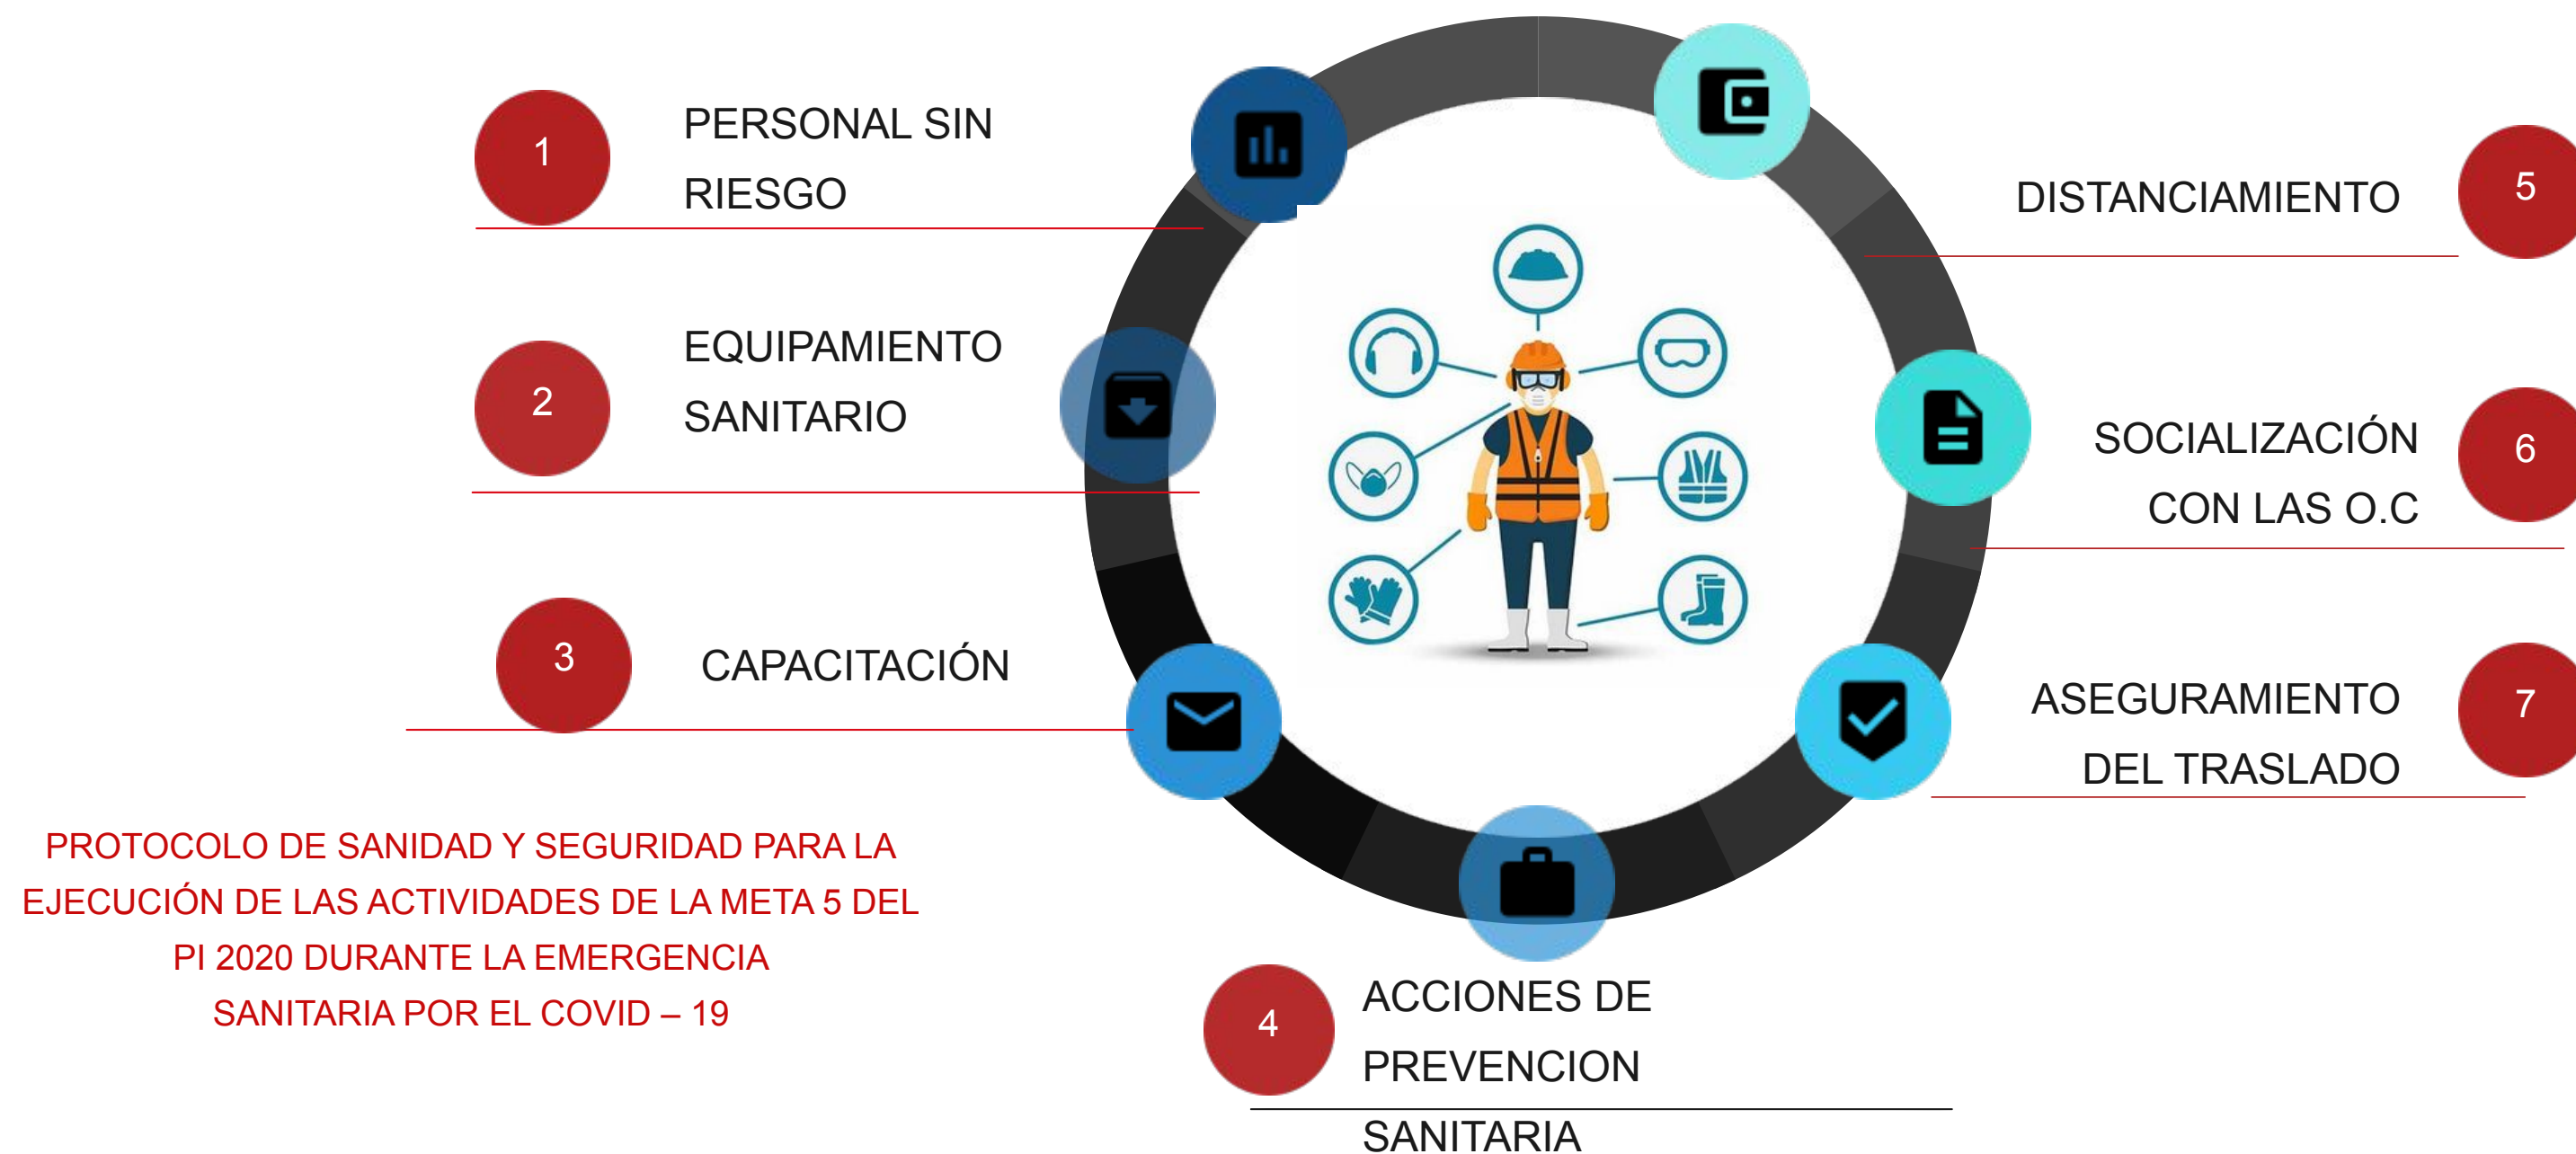 1
PERSONAL SIN
RIESGO
2
EQUIPAMIENTO
SANITARIO
3
CAPACITACIÓN
PROTOCOLO DE SANIDAD Y SEGURIDAD PARA LA
EJECUCIÓN DE LAS ACTIVIDADES DE LA META 5 DEL
PI 2020 DURANTE LA EMERGENCIA
SANITARIA POR EL COVID – 19
4
ACCIONES DE
PREVENCION
SANITARIA
DISTANCIAMIENTO
5
SOCIALIZACIÓN
CON LAS O.C
6
ASEGURAMIENTO
DEL TRASLADO
7